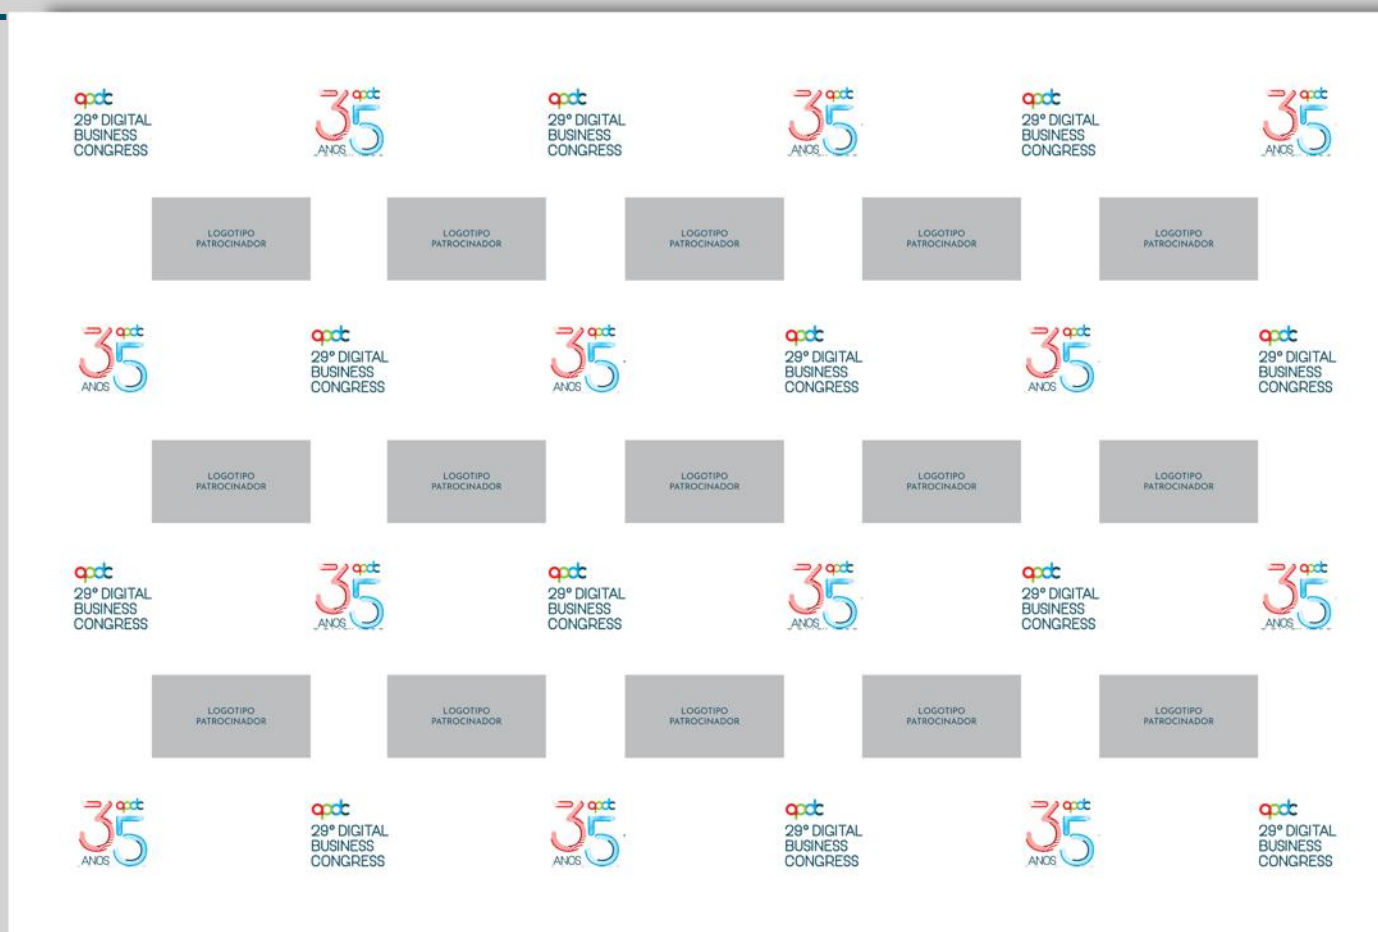 apdc
29º DIGITAL
BUSINESS
CONGRESS
35 apdc
ANOS
apdc
29º DIGITAL
BUSINESS
CONGRESS
35 apdc
ANOS
apdc
29º DIGITAL
BUSINESS
CONGRESS
35 apdc
ANOS
LOGOTIPO
PATROCINADOR
LOGOTIPO
PATROCINADOR
LOGOTIPO
PATROCINADOR
LOGOTIPO
PATROCINADOR
LOGOTIPO
PATROCINADOR
35 apdc
ANOS
apdc
29º DIGITAL
BUSINESS
CONGRESS
35 apdc
ANOS
apdc
29º DIGITAL
BUSINESS
CONGRESS
35 apdc
ANOS
apdc
29º DIGITAL
BUSINESS
CONGRESS
LOGOTIPO
PATROCINADOR
LOGOTIPO
PATROCINADOR
LOGOTIPO
PATROCINADOR
LOGOTIPO
PATROCINADOR
LOGOTIPO
PATROCINADOR
apdc
29º DIGITAL
BUSINESS
CONGRESS
35 apdc
ANOS
apdc
29º DIGITAL
BUSINESS
CONGRESS
35 apdc
ANOS
apdc
29º DIGITAL
BUSINESS
CONGRESS
35 apdc
ANOS
LOGOTIPO
PATROCINADOR
LOGOTIPO
PATROCINADOR
LOGOTIPO
PATROCINADOR
LOGOTIPO
PATROCINADOR
LOGOTIPO
PATROCINADOR
35 apdc
ANOS
apdc
29º DIGITAL
BUSINESS
CONGRESS
35 apdc
ANOS
apdc
29º DIGITAL
BUSINESS
CONGRESS
35 apdc
ANOS
apdc
29º DIGITAL
BUSINESS
CONGRESS